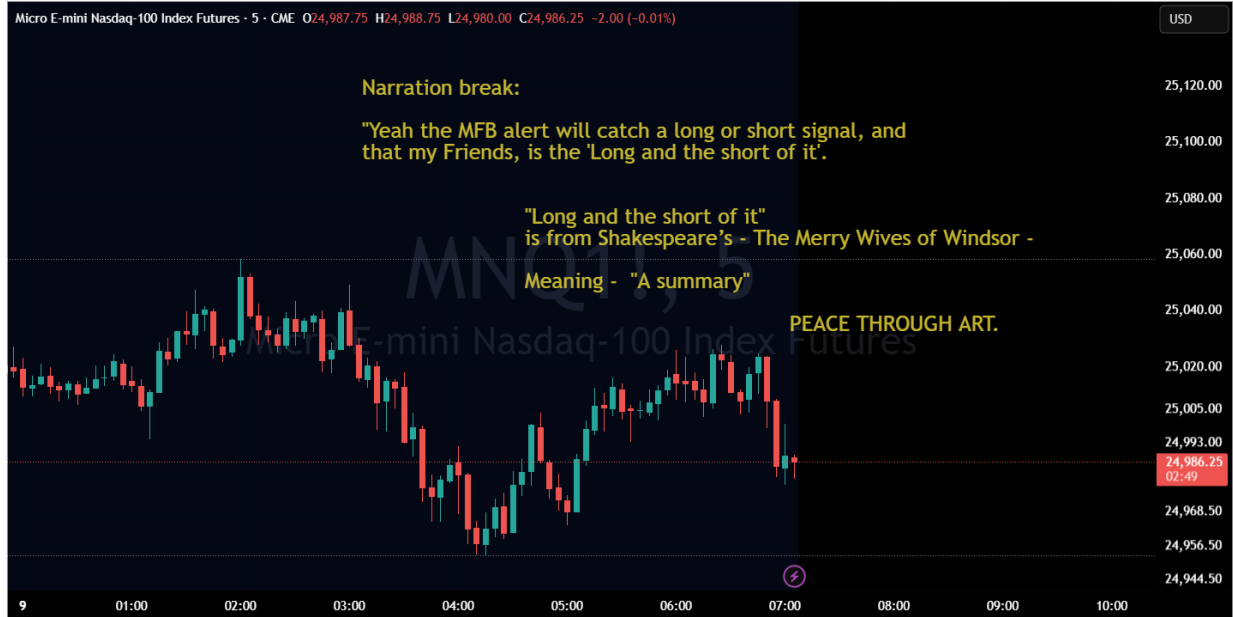 Micro E-mini Nasdaq-100 Index Futures · 5 · CME O24,987.75 H24,988.75 L24,980.00 C24,986.25 −2.00 (−0.01%)
USD
Narration break:
"Yeah the MFB alert will catch a long or short signal, and
that my Friends, is the 'Long and the short of it'.
"Long and the short of it"
is from Shakespeare’s - The Merry Wives of Windsor -
Meaning - "A summary"
PEACE THROUGH ART.
MNQ1!, 5
Micro E-mini Nasdaq-100 Index Futures
25,120.00
25,100.00
25,080.00
25,060.00
25,040.00
25,020.00
25,005.00
24,993.00
24,986.25
02:49
24,968.50
24,956.50
24,944.50
9 01:00 02:00 03:00 04:00 05:00 06:00 07:00 08:00 09:00 10:00